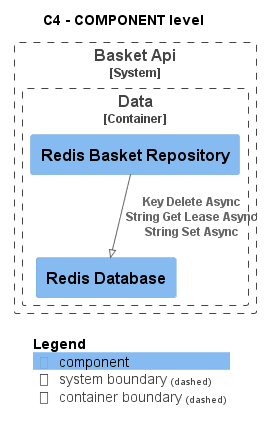 C4 - COMPONENT level
Basket Api
[System]
Data
[Container]
Redis Basket Repository
Key Delete Async
String Get Lease Async
String Set Async
Redis Database
Legend
component
system boundary (dashed)
container boundary (dashed)